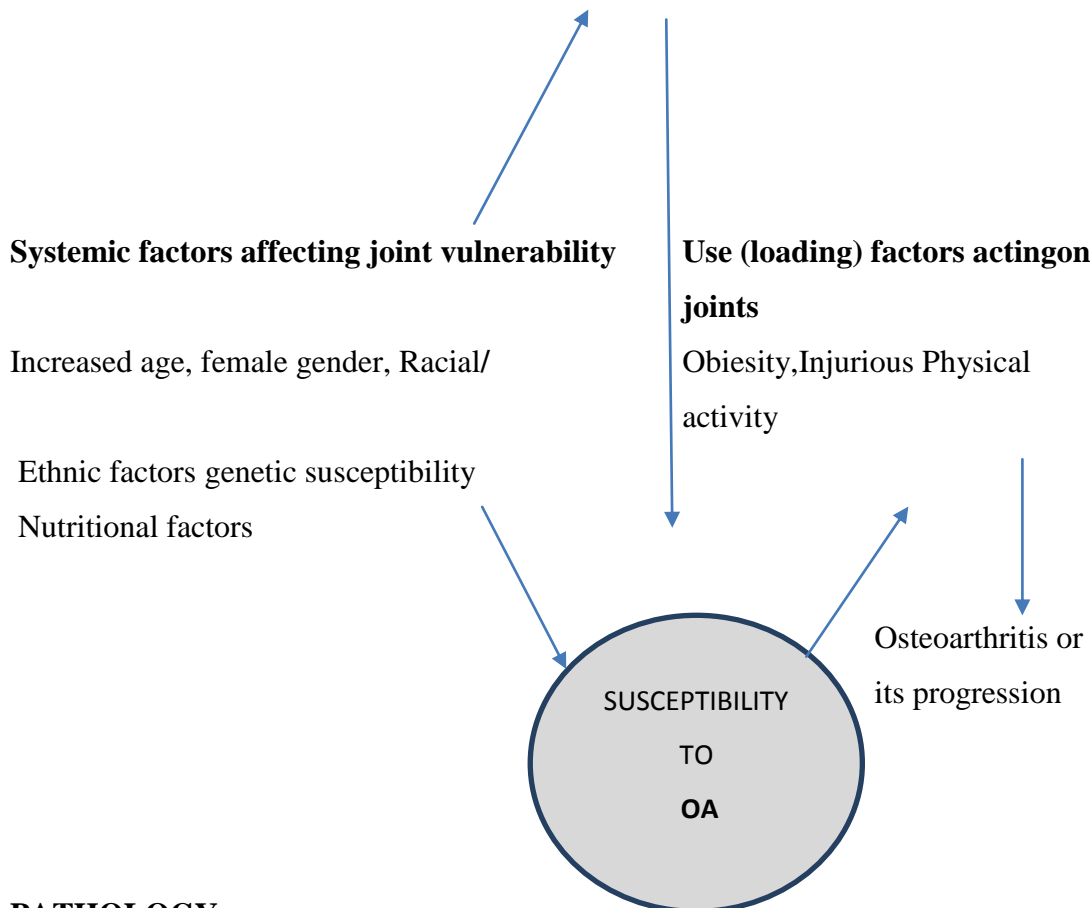 Systemic factors affecting joint vulnerability
Increased age, female gender, Racial/
Ethnic factors genetic susceptibility
Nutritional factors
Use (loading) factors actingon
joints
Obiesity,Injurious Physical
activity
Osteoarthritis or
its progression
SUSCEPTIBILITY
TO
OA